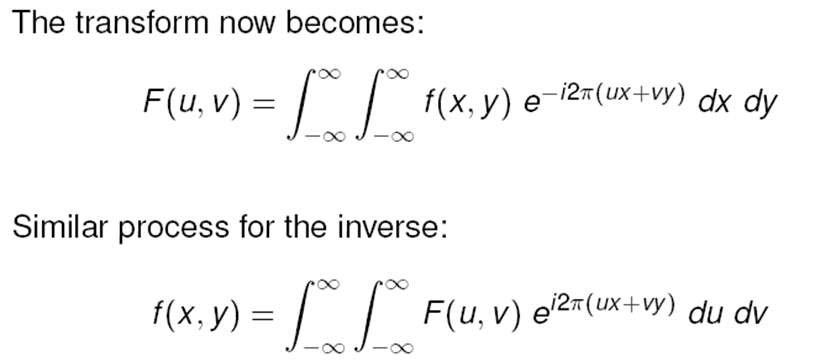 The transform now becomes:
F(u, v) = ∫_{-∞}^{∞} ∫_{-∞}^{∞} f(x, y) e^{-i2π(ux+vy)} dx dy
Similar process for the inverse:
f(x, y) = ∫_{-∞}^{∞} ∫_{-∞}^{∞} F(u, v) e^{i2π(ux+vy)} du dv